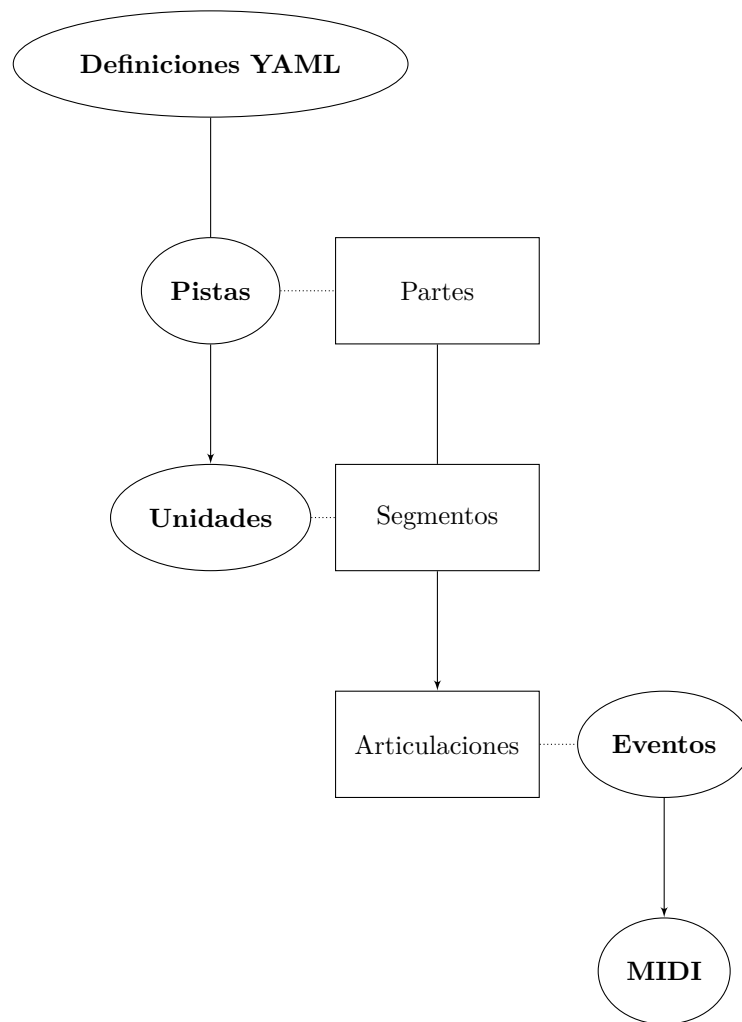 Definiciones YAML
Pistas
Partes
Unidades
Segmentos
Articulaciones
Eventos
MIDI